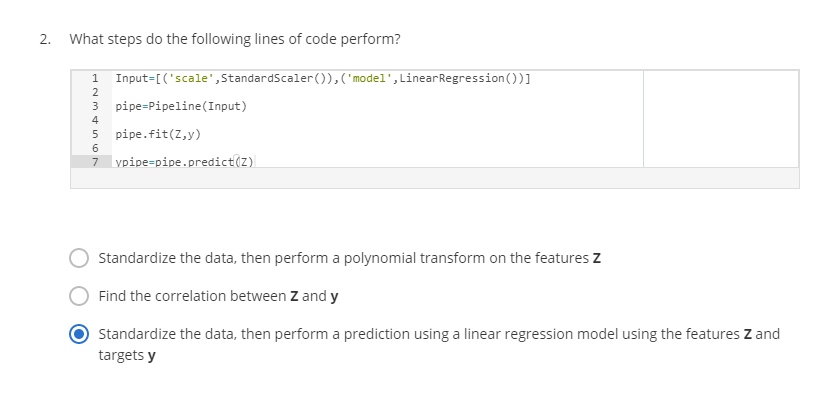 2. What steps do the following lines of code perform?
1 Input=[('scale',StandardScaler()),('model',LinearRegression())]
2
3 pipe=Pipeline(Input)
4
5 pipe.fit(Z,y)
6
7 ypipe=pipe.predict(Z)
Standardize the data, then perform a polynomial transform on the features Z
Find the correlation between Z and y
Standardize the data, then perform a prediction using a linear regression model using the features Z and
targets y